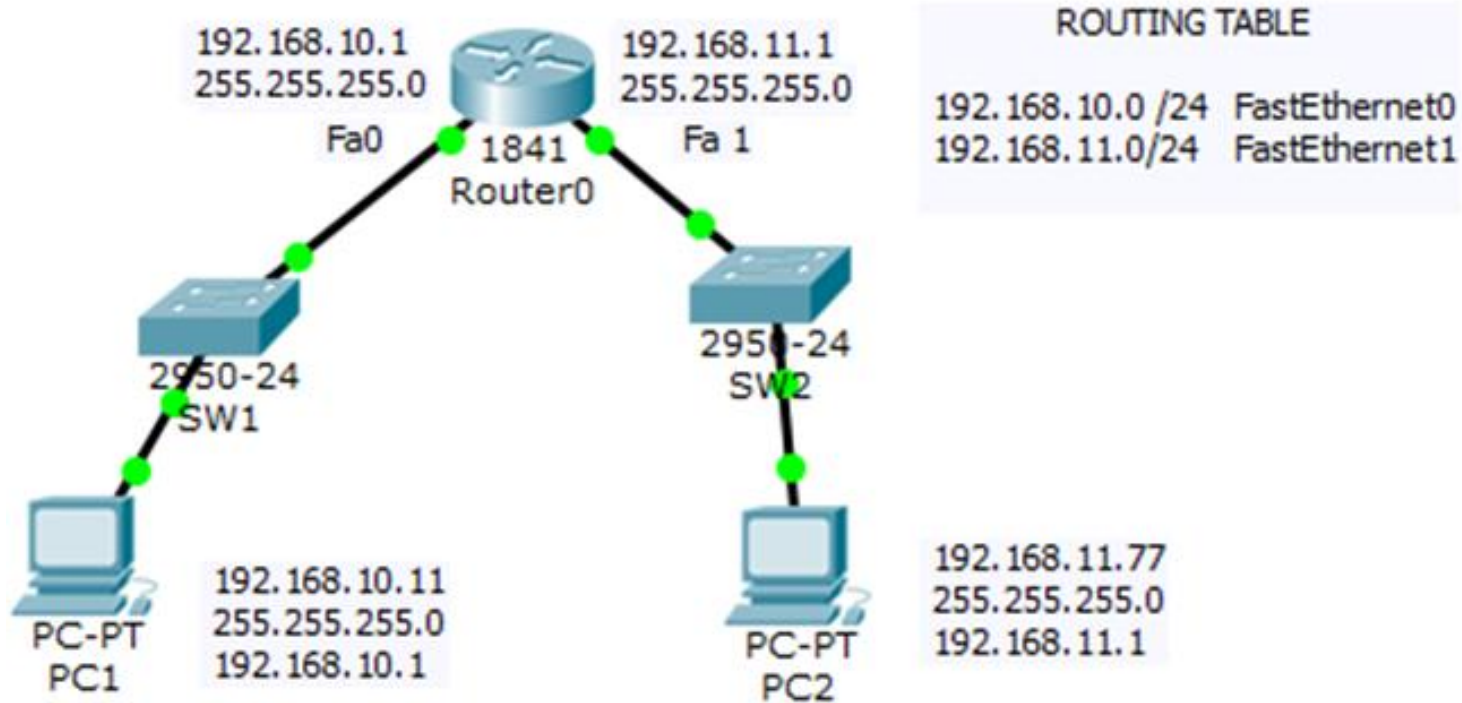 192.168.10.1
255.255.255.0
Fa0
1841
Router0
192.168.11.1
255.255.255.0
Fa 1
ROUTING TABLE
192.168.10.0 /24 FastEthernet0
192.168.11.0/24 FastEthernet1
2950-24
SW1
2950-24
SW2
PC-PT
PC1
192.168.10.11
255.255.255.0
192.168.10.1
PC-PT
PC2
192.168.11.77
255.255.255.0
192.168.11.1